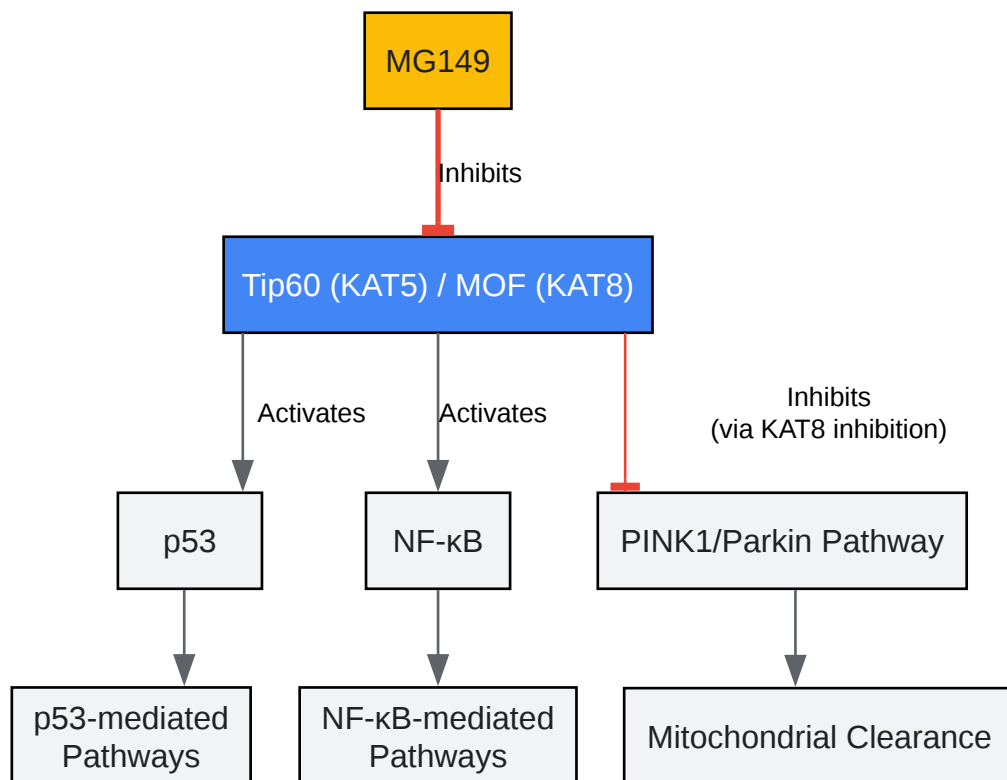 MG149
Inhibits
Tip60 (KAT5) / MOF (KAT8)
Activates
Activates
Inhibits
(via KAT8 inhibition)
p53
NF-κB
PINK1/Parkin Pathway
p53-mediated
Pathways
NF-κB-mediated
Pathways
Mitochondrial Clearance